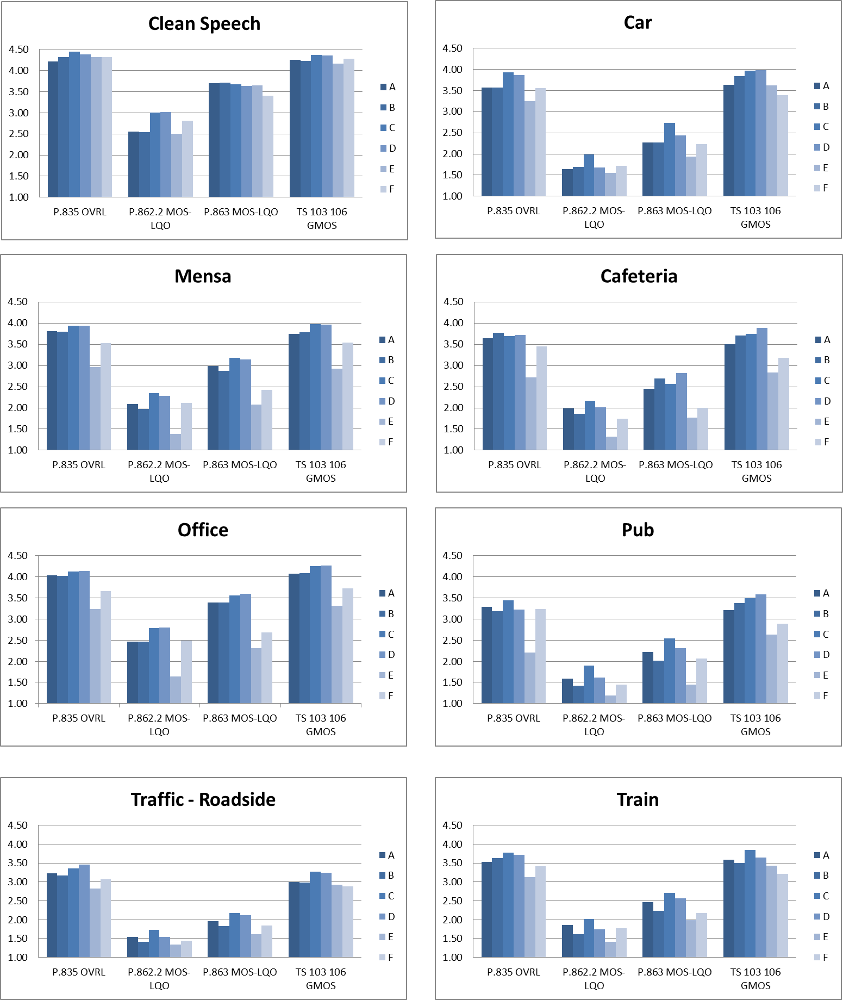 Clean Speech
4.50
4.00
3.50
3.00
2.50
2.00
1.50
1.00
P.835 OVRL
P.862.2 MOS-
LQO
P.863 MOS-LQO
TS 103 106
GMOS
A
B
C
D
E
F
Car
4.50
4.00
3.50
3.00
2.50
2.00
1.50
1.00
P.835 OVRL
P.862.2 MOS-
LQO
P.863 MOS-LQO
TS 103 106
GMOS
A
B
C
D
E
F
Mensa
4.50
4.00
3.50
3.00
2.50
2.00
1.50
1.00
P.835 OVRL
P.862.2 MOS-
LQO
P.863 MOS-LQO
TS 103 106
GMOS
A
B
C
D
E
F
Cafeteria
4.50
4.00
3.50
3.00
2.50
2.00
1.50
1.00
P.835 OVRL
P.862.2 MOS-
LQO
P.863 MOS-LQO
TS 103 106
GMOS
A
B
C
D
E
F
Office
4.50
4.00
3.50
3.00
2.50
2.00
1.50
1.00
P.835 OVRL
P.862.2 MOS-
LQO
P.863 MOS-LQO
TS 103 106
GMOS
A
B
C
D
E
F
Pub
4.50
4.00
3.50
3.00
2.50
2.00
1.50
1.00
P.835 OVRL
P.862.2 MOS-
LQO
P.863 MOS-LQO
TS 103 106
GMOS
A
B
C
D
E
F
Traffic - Roadside
4.50
4.00
3.50
3.00
2.50
2.00
1.50
1.00
P.835 OVRL
P.862.2 MOS-
LQO
P.863 MOS-LQO
TS 103 106
GMOS
A
B
C
D
E
F
Train
4.50
4.00
3.50
3.00
2.50
2.00
1.50
1.00
P.835 OVRL
P.862.2 MOS-
LQO
P.863 MOS-LQO
TS 103 106
GMOS
A
B
C
D
E
F